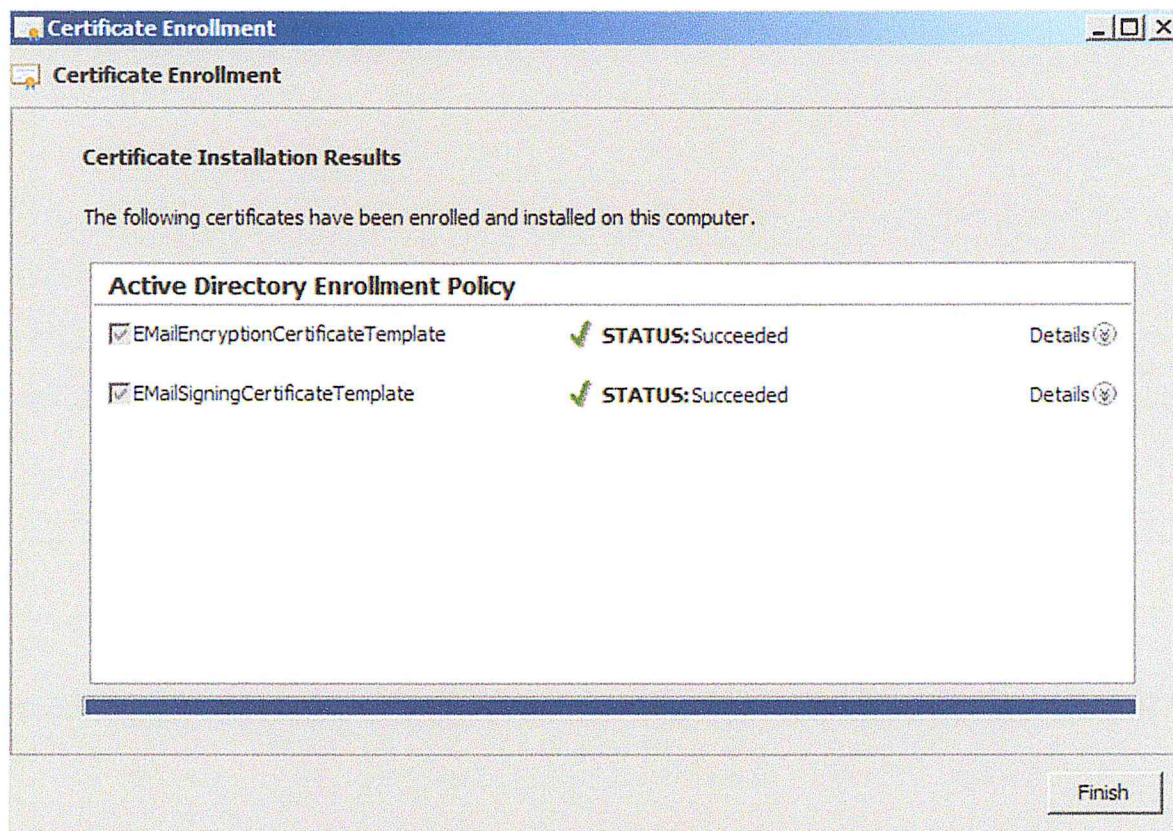 Certificate Enrollment
Certificate Enrollment
Certificate Installation Results
The following certificates have been enrolled and installed on this computer.
Active Directory Enrollment Policy
EMailEncryptionCertificateTemplate STATUS: Succeeded Details
EMailSigningCertificateTemplate STATUS: Succeeded Details
Finish